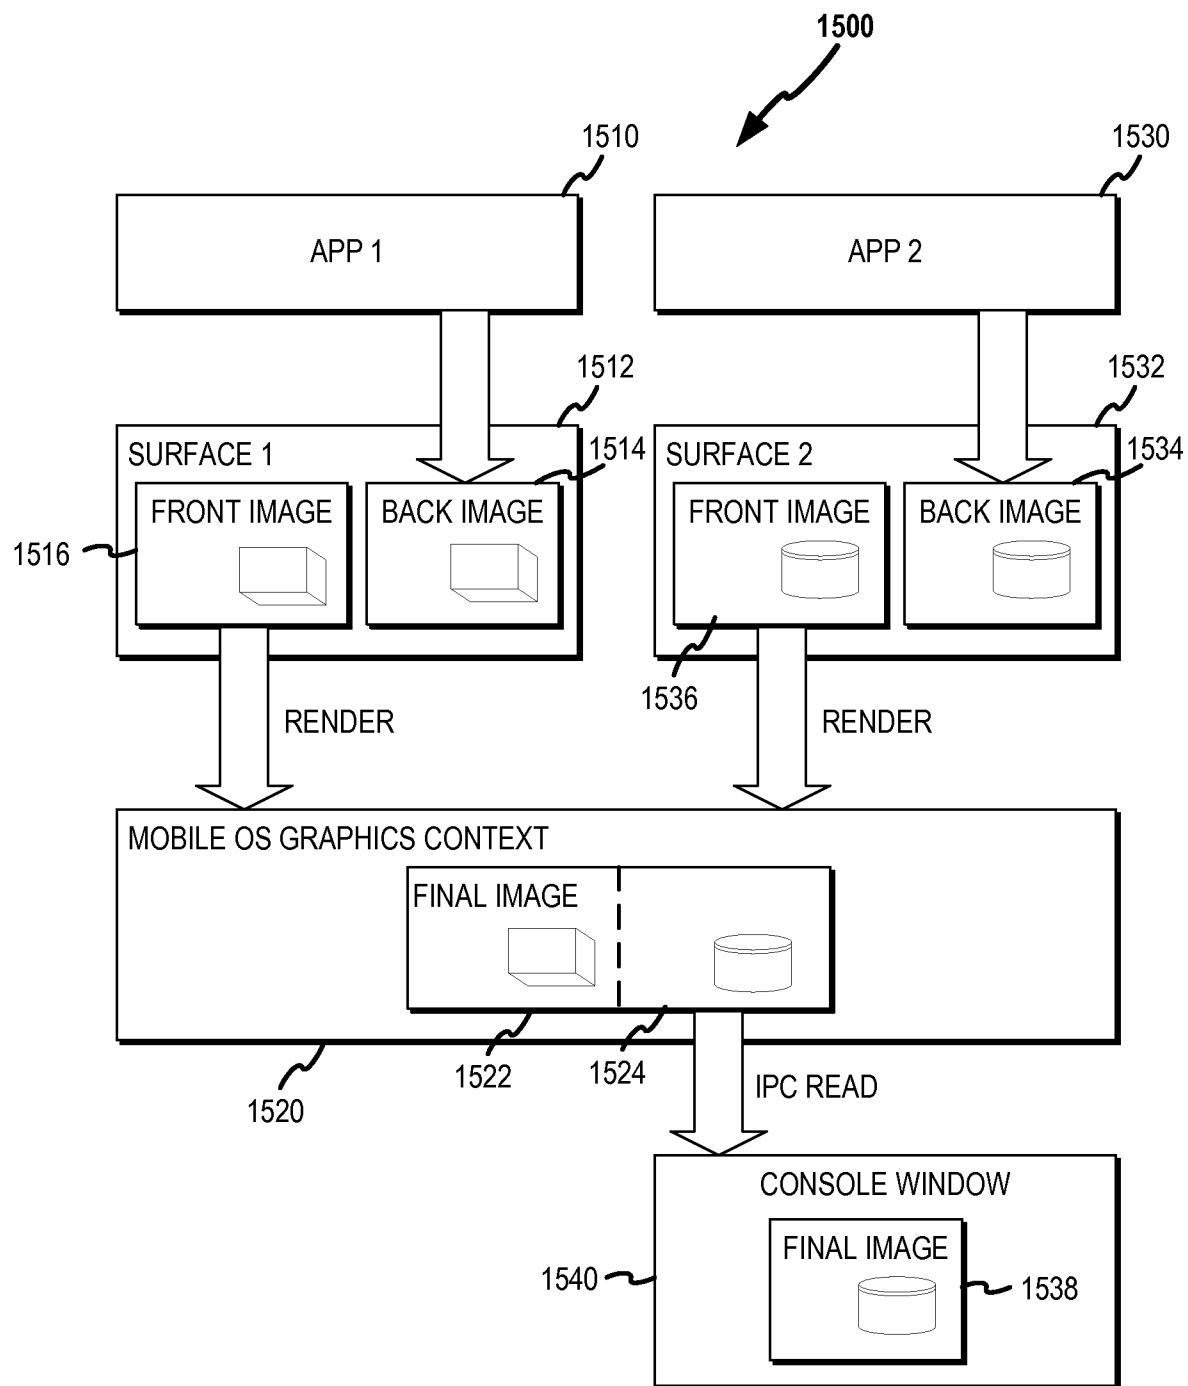 1500
1510
1530
APP 1
APP 2
1512
1532
SURFACE 1
1514
SURFACE 2
1534
FRONT IMAGE
BACK IMAGE
FRONT IMAGE
BACK IMAGE
1516
1536
RENDER
RENDER
MOBILE OS GRAPHICS CONTEXT
FINAL IMAGE
1522
1524
1520
IPC READ
CONSOLE WINDOW
FINAL IMAGE
1540
1538